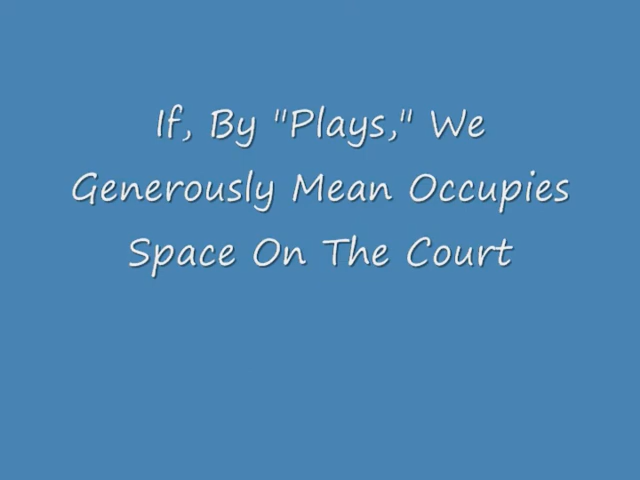 If, By "Plays," We
Generously Mean Occupies
Space On The Court